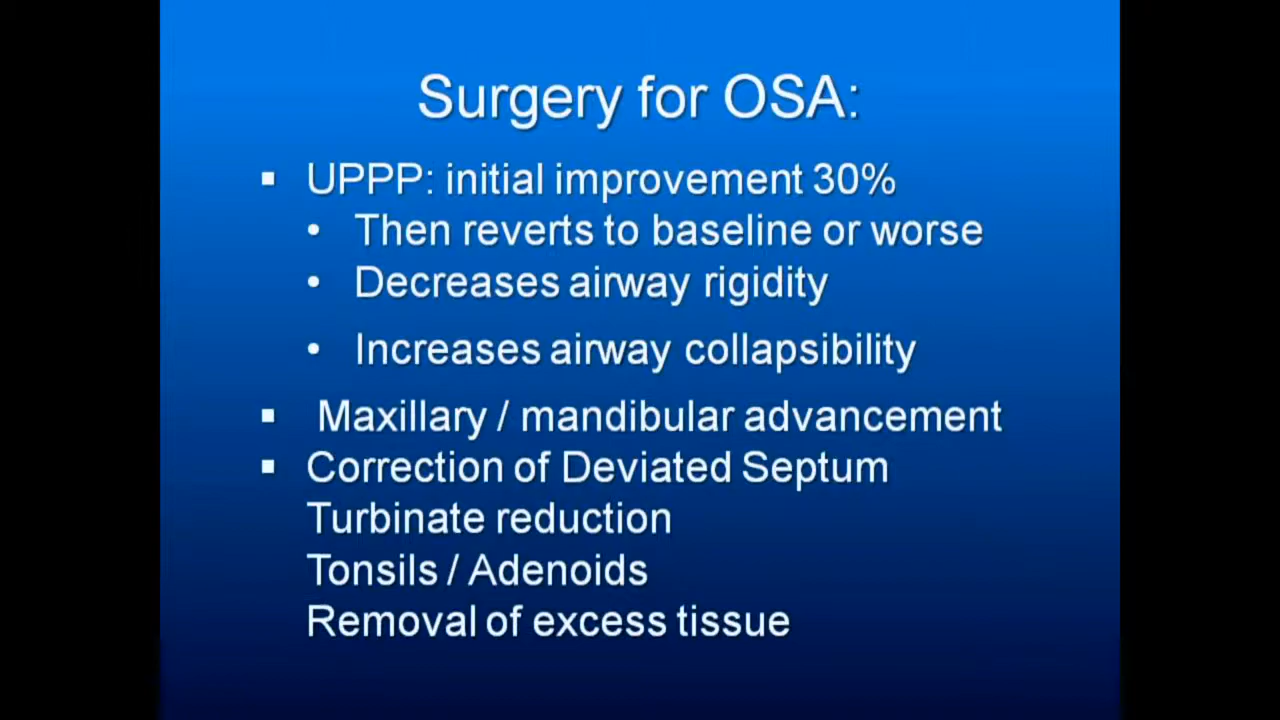 Surgery for OSA:
▪ UPPP: initial improvement 30%
• Then reverts to baseline or worse
• Decreases airway rigidity
• Increases airway collapsibility
▪ Maxillary / mandibular advancement
▪ Correction of Deviated Septum
Turbinate reduction
Tonsils / Adenoids
Removal of excess tissue